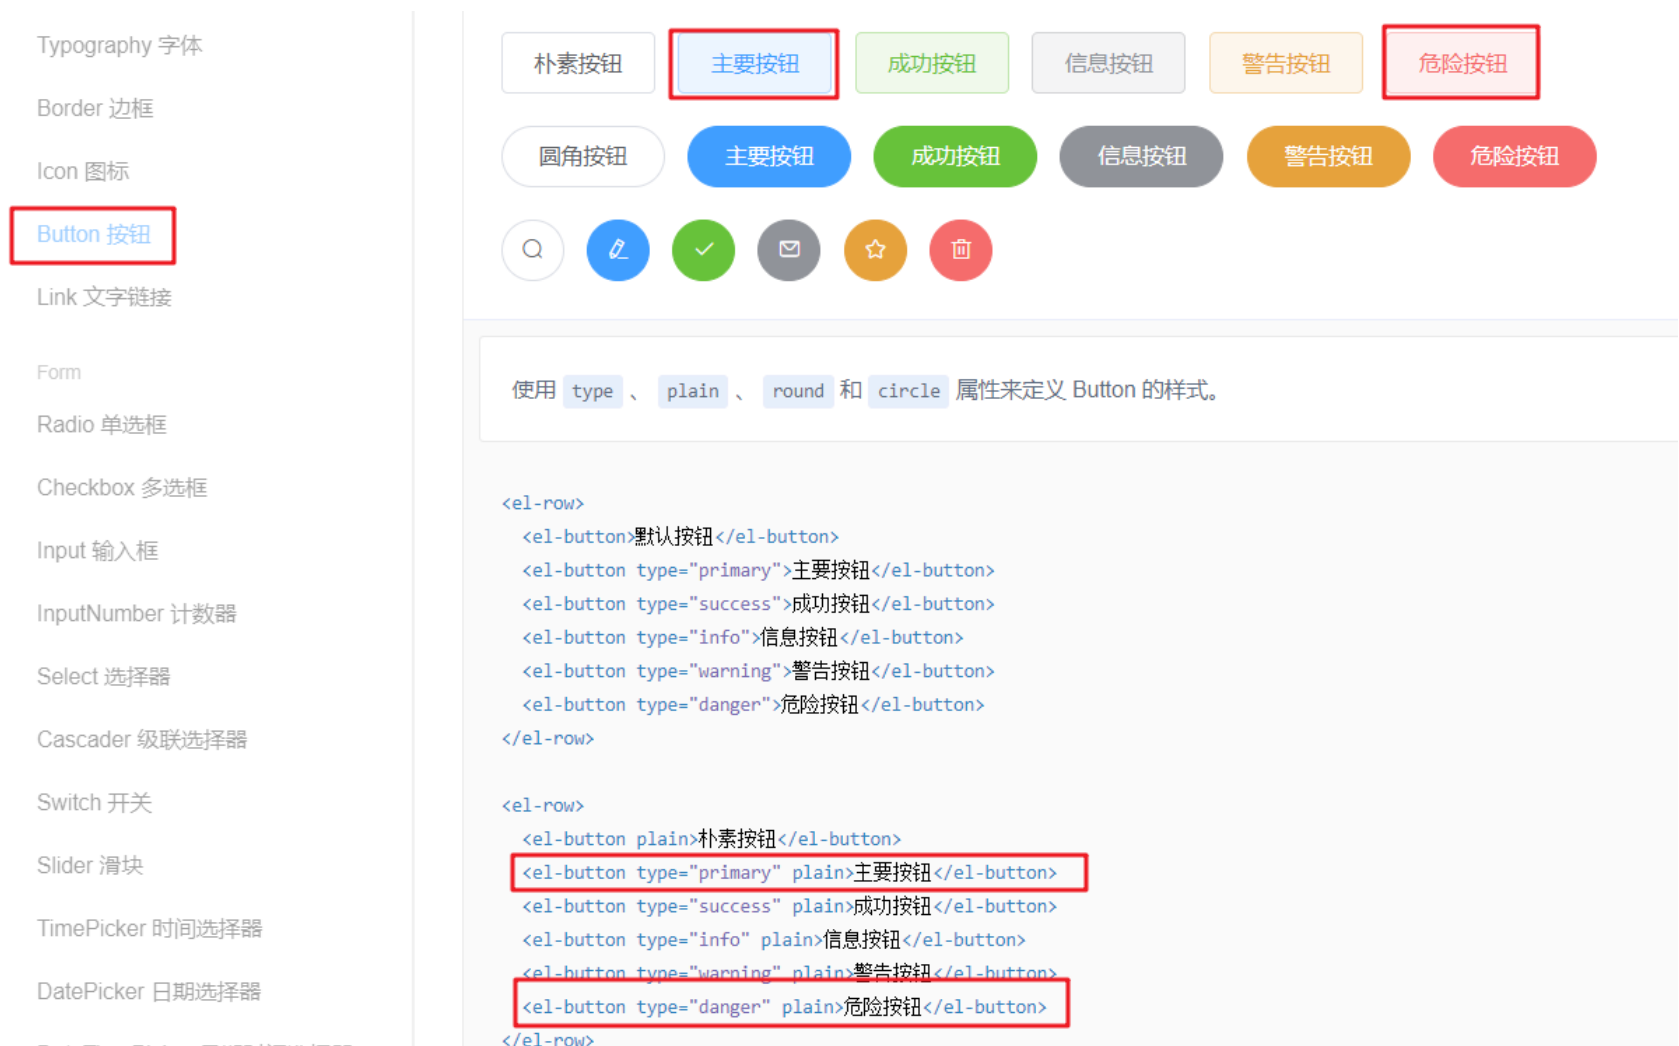 Typography 字体
Border 边框
Icon 图标
Button 按钮
Link 文字链接
Form
Radio 单选框
Checkbox 多选框
Input 输入框
InputNumber 计数器
Select 选择器
Cascader 级联选择器
Switch 开关
Slider 滑块
TimePicker 时间选择器
DatePicker 日期选择器
朴素按钮 主要按钮 成功按钮 信息按钮 警告按钮 危险按钮
圆角按钮 主要按钮 成功按钮 信息按钮 警告按钮 危险按钮
使用 type 、 plain 、 round 和 circle 属性来定义 Button 的样式。
<el-row>
<el-button>默认按钮</el-button>
<el-button type="primary">主要按钮</el-button>
<el-button type="success">成功按钮</el-button>
<el-button type="info">信息按钮</el-button>
<el-button type="warning">警告按钮</el-button>
<el-button type="danger">危险按钮</el-button>
</el-row>
<el-row>
<el-button plain>朴素按钮</el-button>
<el-button type="primary" plain>主要按钮</el-button>
<el-button type="success" plain>成功按钮</el-button>
<el-button type="info" plain>信息按钮</el-button>
<el-button type="warning" plain>警告按钮</el-button>
<el-button type="danger" plain>危险按钮</el-button>
</el-row>